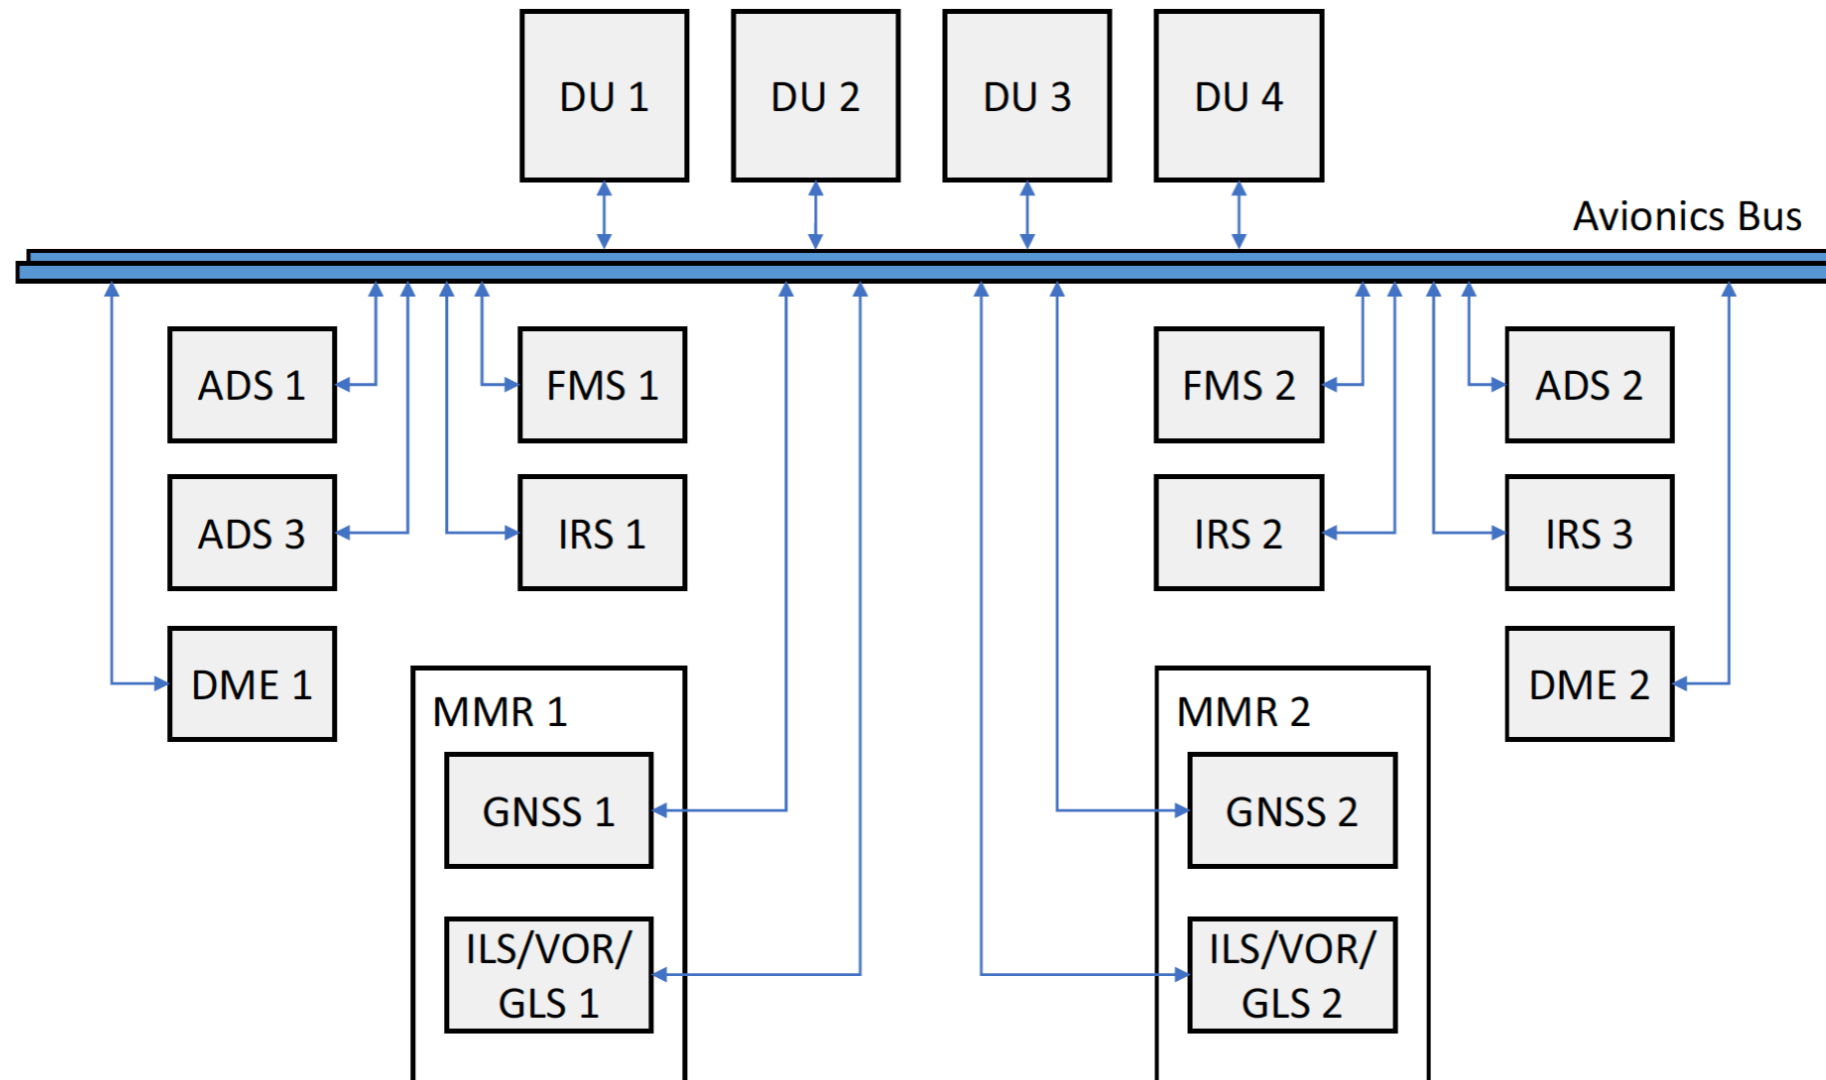 DU 1
DU 2
DU 3
DU 4
Avionics Bus
ADS 1
FMS 1
FMS 2
ADS 2
ADS 3
IRS 1
IRS 2
IRS 3
DME 1
DME 2
MMR 1
MMR 2
GNSS 1
GNSS 2
ILS/VOR/
GLS 1
ILS/VOR/
GLS 2